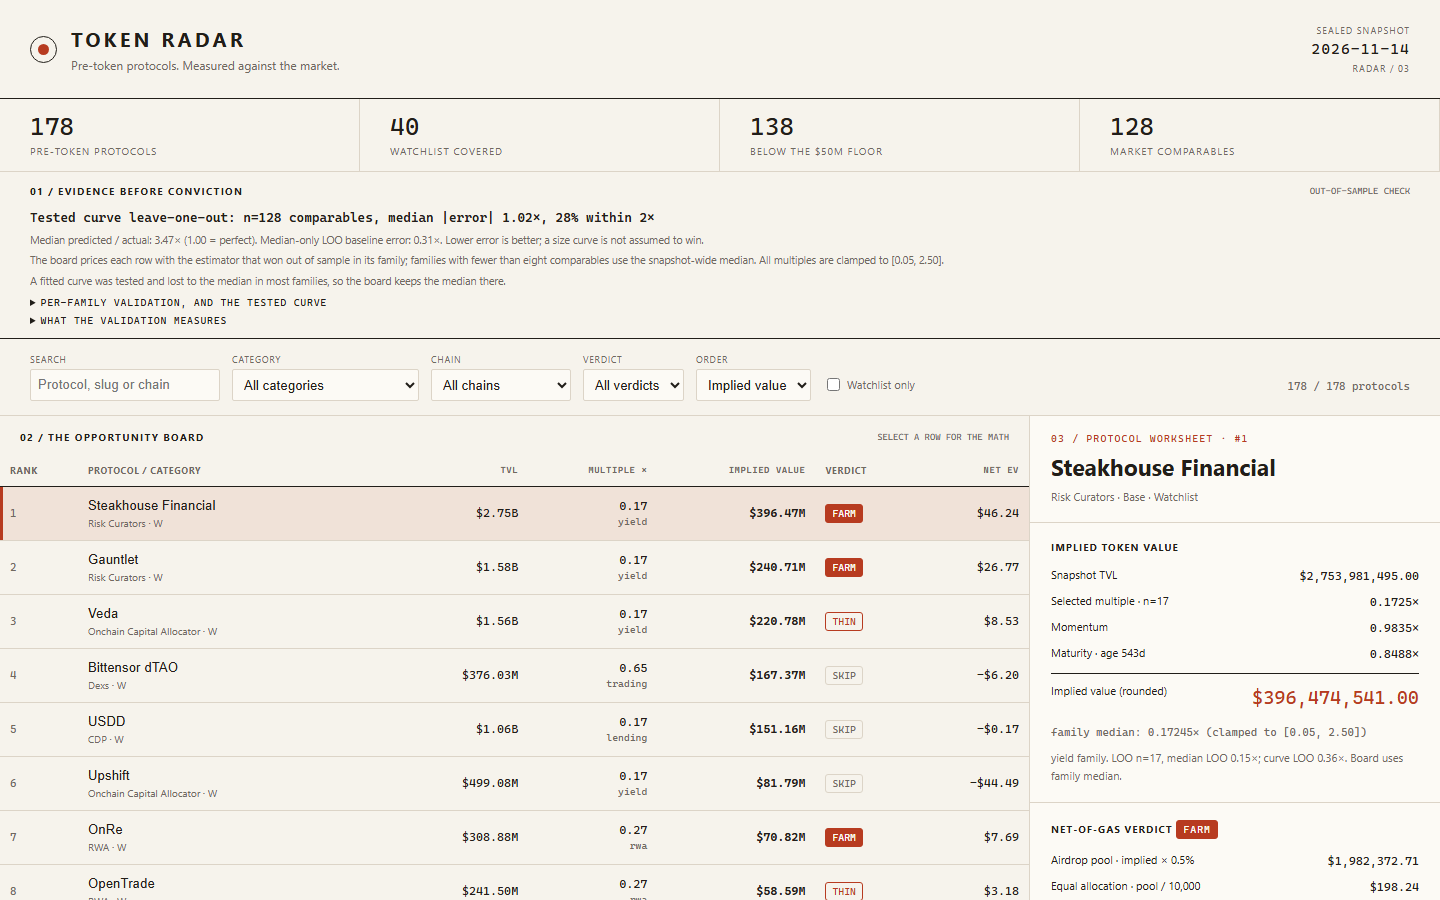 TOKEN RADAR
Pre-token protocols. Measured against the market.
SEALED SNAPSHOT
2026-11-14
RADAR / 03
178
PRE-TOKEN PROTOCOLS
40
WATCHLIST COVERED
138
BELOW THE $50M FLOOR
128
MARKET COMPARABLES
01 / EVIDENCE BEFORE CONVICTION
OUT-OF-SAMPLE CHECK
Tested curve leave-one-out: n=128 comparables, median |error| 1.02×, 28% within 2×
Median predicted / actual: 3.47× (1.00 = perfect). Median-only LOO baseline error: 0.31×. Lower error is better; a size curve is not assumed to win.
The board prices each row with the estimator that won out of sample in its family; families with fewer than eight comparables use the snapshot-wide median. All multiples are clamped to [0.05, 2.50].
A fitted curve was tested and lost to the median in most families, so the board keeps the median there.
▶ PER-FAMILY VALIDATION, AND THE TESTED CURVE
▶ WHAT THE VALIDATION MEASURES
SEARCH CATEGORY CHAIN VERDICT ORDER
Protocol, slug or chain All categories All chains All verdicts Implied value Watchlist only 178 / 178 protocols
02 / THE OPPORTUNITY BOARD
SELECT A ROW FOR THE MATH
RANK PROTOCOL / CATEGORY TVL MULTIPLE × IMPLIED VALUE VERDICT NET EV
1 Steakhouse Financial $2.75B 0.17 $396.47M FARM $46.24
Risk Curators · W yield
2 Gauntlet $1.58B 0.17 $240.71M FARM $26.77
Risk Curators · W yield
3 Veda $1.56B 0.17 $220.78M THIN $8.53
Onchain Capital Allocator · W yield
4 Bittensor dTAO $376.03M 0.65 $167.37M SKIP −$6.20
Dexs · W trading
5 USDD $1.06B 0.17 $151.16M SKIP −$0.17
CDP · W lending
6 Upshift $499.08M 0.17 $81.79M SKIP −$44.49
Onchain Capital Allocator · W yield
7 OnRe $308.88M 0.27 $70.82M FARM $7.69
RWA · W rwa
8 OpenTrade $241.50M 0.27 $58.59M THIN $3.18
03 / PROTOCOL WORKSHEET · #1
Steakhouse Financial
Risk Curators · Base · Watchlist
IMPLIED TOKEN VALUE
Snapshot TVL $2,753,981,495.00
Selected multiple · n=17 0.1725×
Momentum 0.9835×
Maturity · age 543d 0.8488×
Implied value (rounded) $396,474,541.00
family median: 0.17245× (clamped to [0.05, 2.50])
yield family. LOO n=17, median LOO 0.15×; curve LOO 0.36×. Board uses
family median.
NET-OF-GAS VERDICT FARM
Airdrop pool · implied × 0.5% $1,982,372.71
Equal allocation · pool / 10,000 $198.24